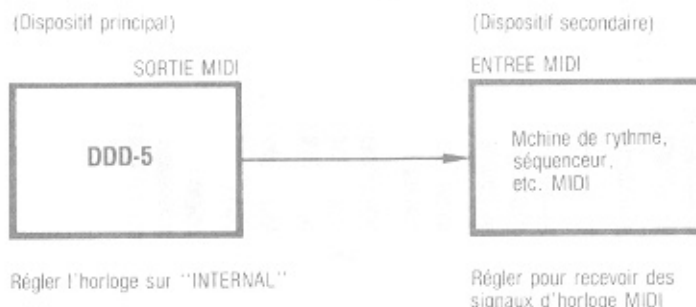 (Dispositif principal)
(Dispositif secondaire)
SORTIE MIDI
ENTREE MIDI
DDD-5
Mchine de rythme,
séquenceur,
etc. MIDI
Régler l'horloge sur "INTERNAL"
Régler pour recevoir des
signaux d'horloge MIDI